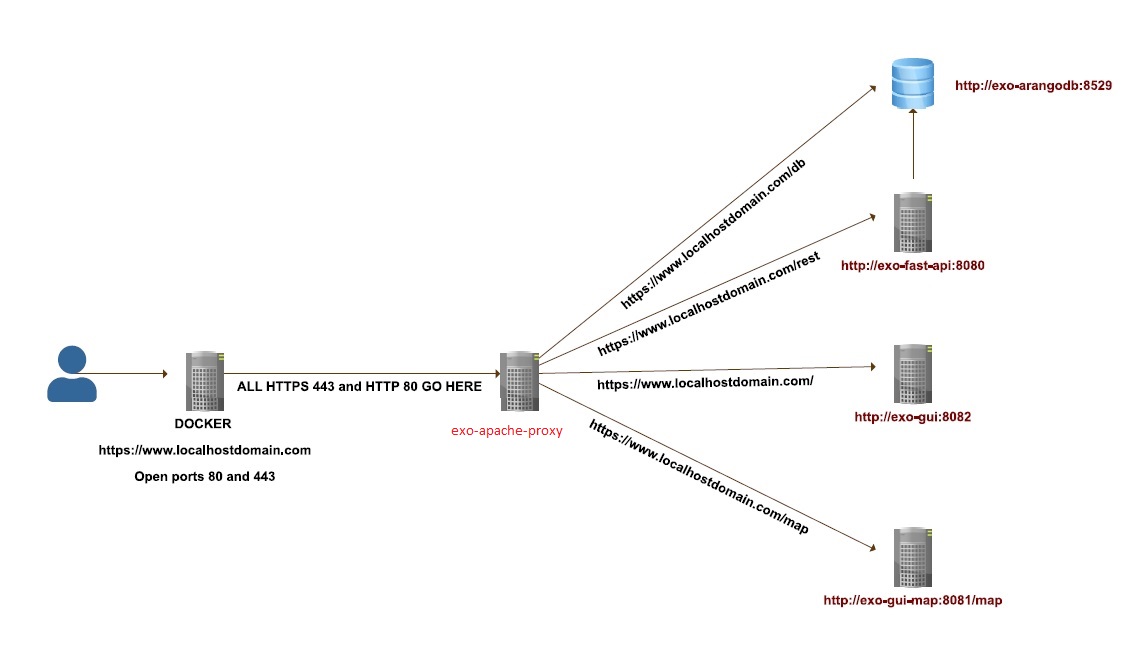 http://exo-arangodb:8529
https://www.localhostdomain.com/db
http://exo-fast-api:8080
https://www.localhostdomain.com/rest
ALL HTTPS 443 and HTTP 80 GO HERE
https://www.localhostdomain.com/
http://exo-gui:8082
DOCKER
exo-apache-proxy
https://www.localhostdomain.com
Open ports 80 and 443
https://www.localhostdomain.com/map
http://exo-gui-map:8081/map